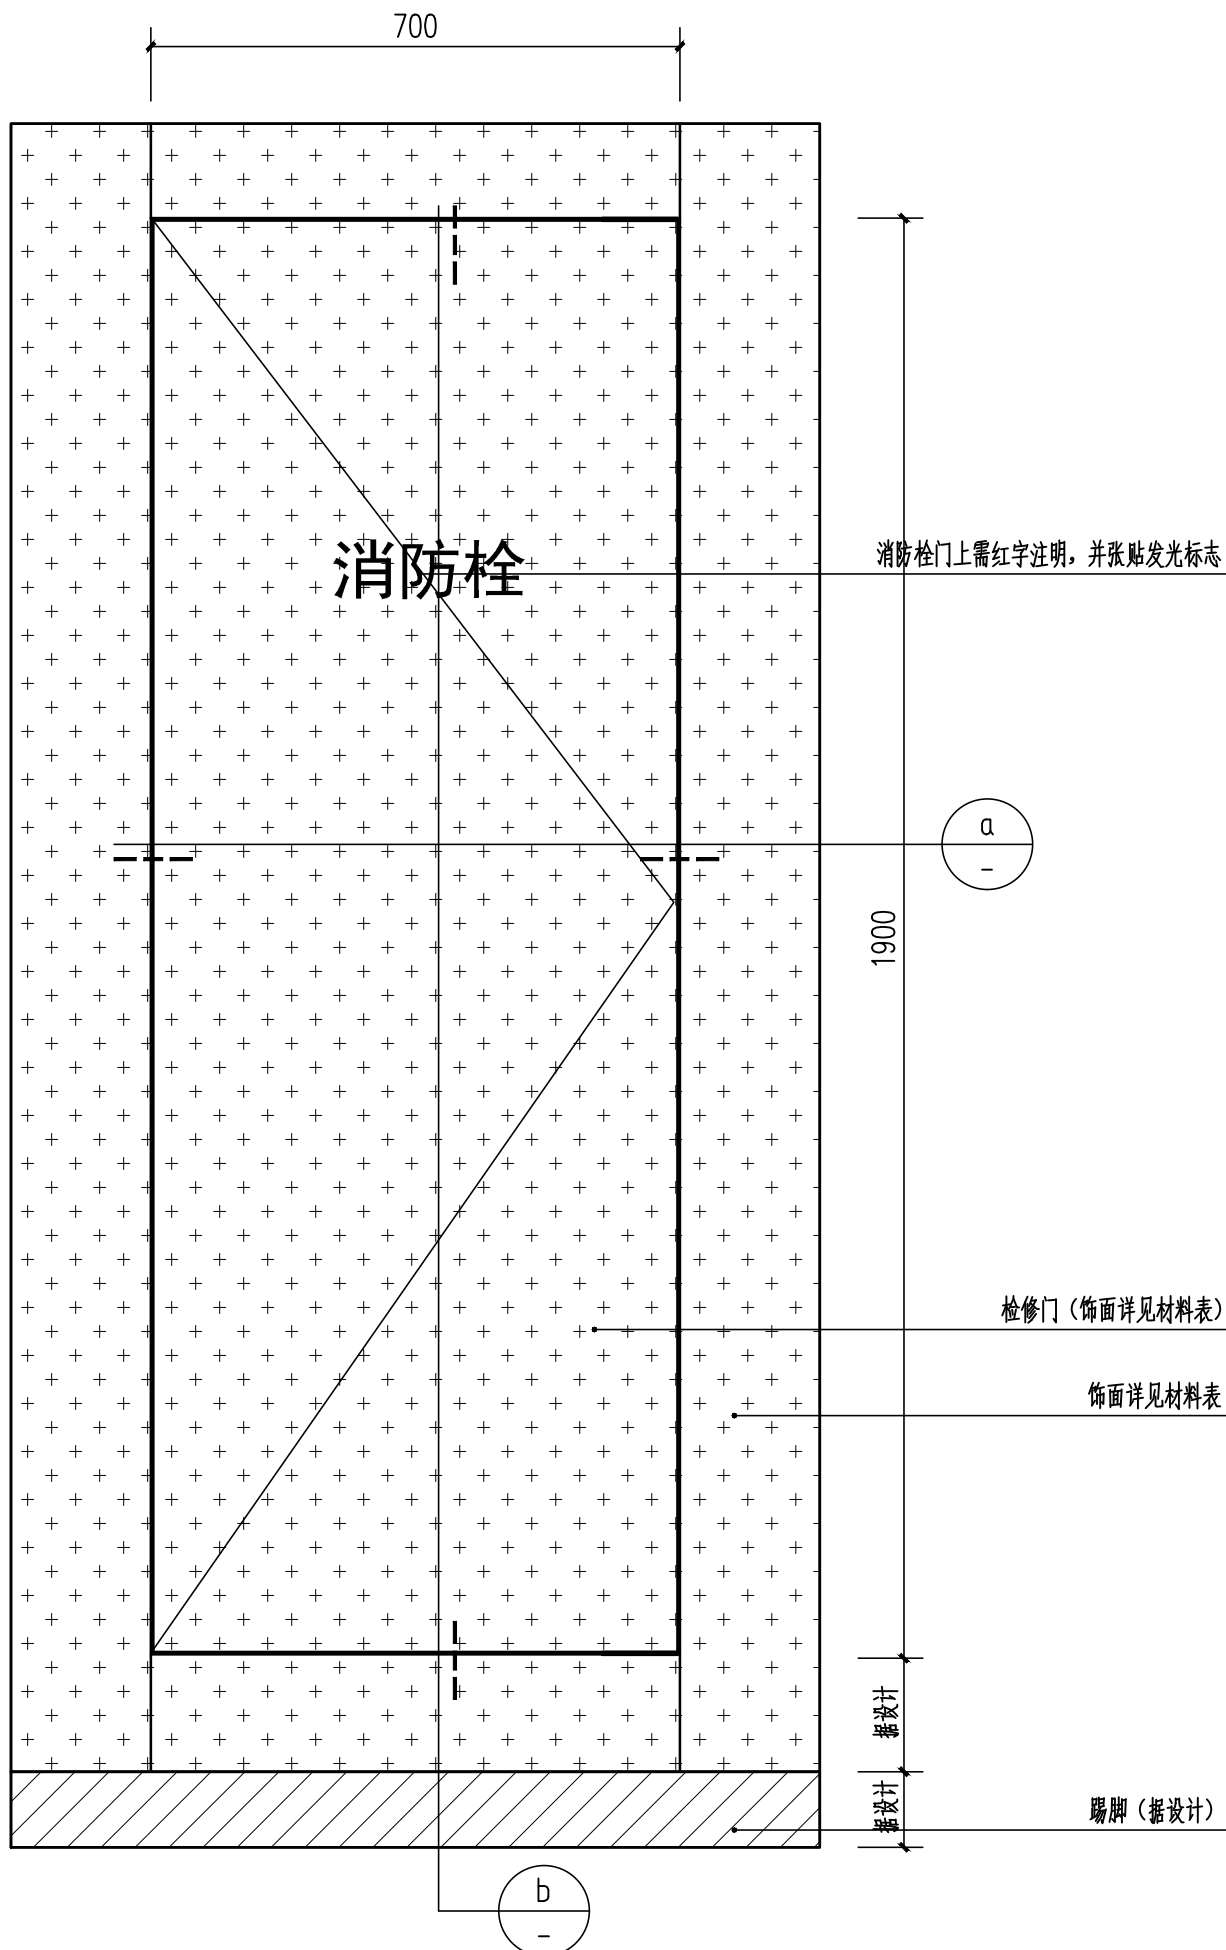 700
消防栓
消防栓门上需红字注明，并张贴发光标志
a
-
1900
检修门（饰面详见材料表）
饰面详见材料表
据设计
据设计
踢脚（据设计）
b
-